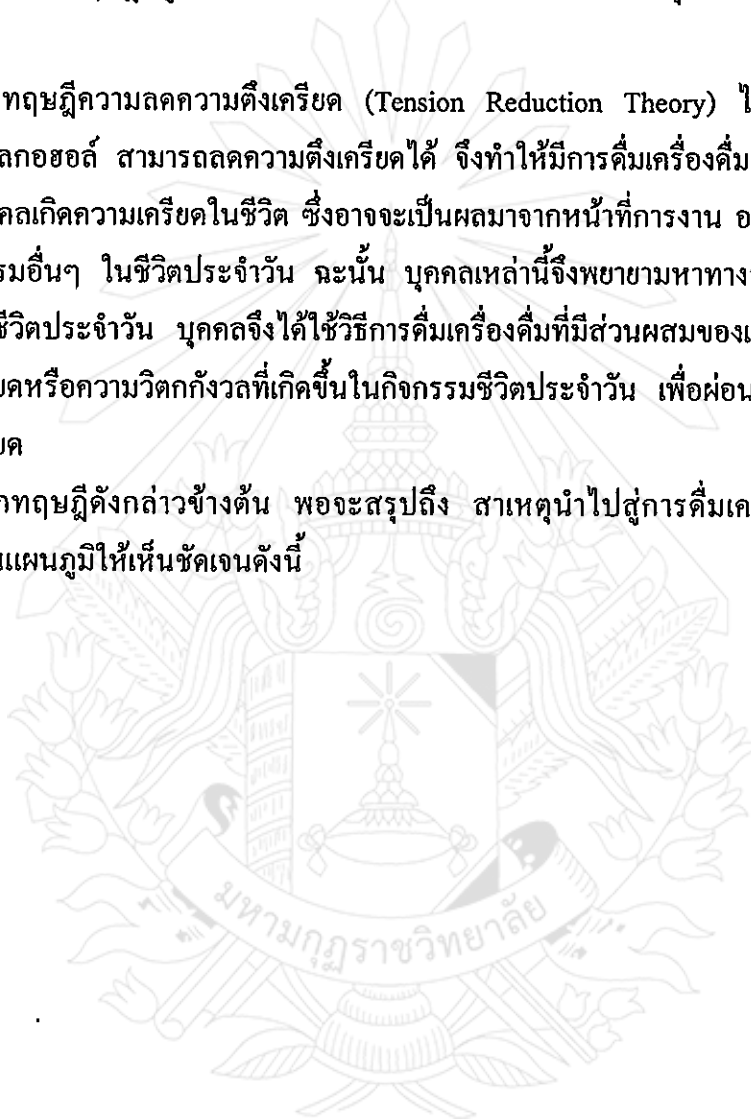 ทฤษฎีความลดความตึงเครียด (Tension Reduction Theory) ไ
ลกอฮอล์ สามารถลดความตึงเครียดได้ จึงทำให้มีการดื่มเครื่องดื่ม
คลเกิดความเครียดในชีวิต ซึ่งอาจจะเป็นผลมาจากหน้าที่การงาน อ
รมอื่นๆ ในชีวิตประจำวัน ฉะนั้น บุคคลเหล่านี้จึงพยายามหาทาง
ชีวิตประจำวัน บุคคลจึงได้ใช้วิธีการดื่มเครื่องดื่มที่มีส่วนผสมของแ
ยดหรือความวิตกกังวลที่เกิดขึ้นในกิจกรรมชีวิตประจำวัน เพื่อผ่อน
ยด
กทฤษฎีดังกล่าวข้างต้น พอจะสรุปถึง สาเหตุนำไปสู่การดื่มเค
นแผนภูมิให้เห็นชัดเจนดังนี้
มหามกุฏราชวิทยาลัย